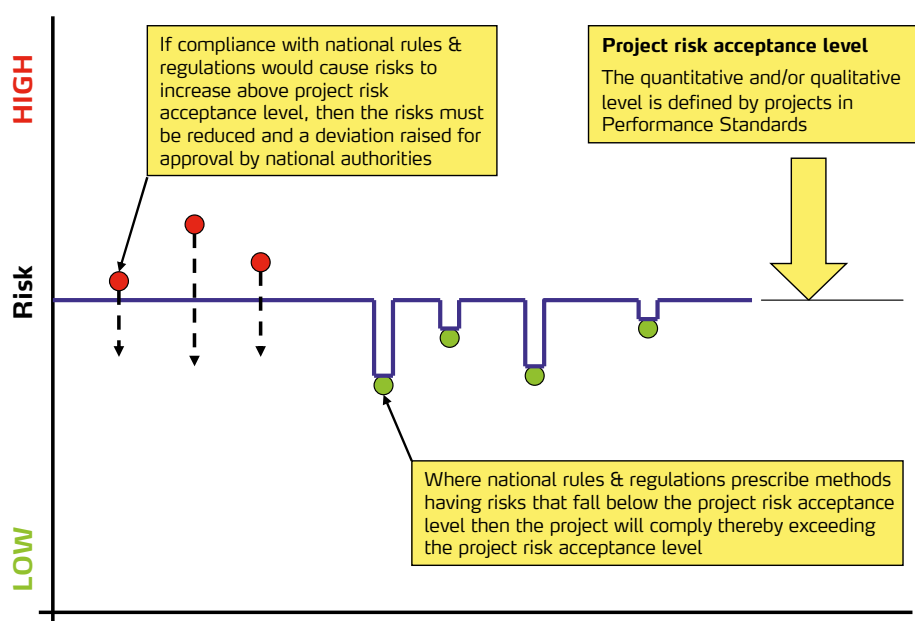 HIGH
Risk
LOW
If compliance with national rules &
regulations would cause risks to
increase above project risk
acceptance level, then the risks must
be reduced and a deviation raised for
approval by national authorities
Project risk acceptance level
The quantitative and/or qualitative
level is defined by projects in
Performance Standards
Where national rules & regulations prescribe methods
having risks that fall below the project risk acceptance
level then the project will comply thereby exceeding
the project risk acceptance level